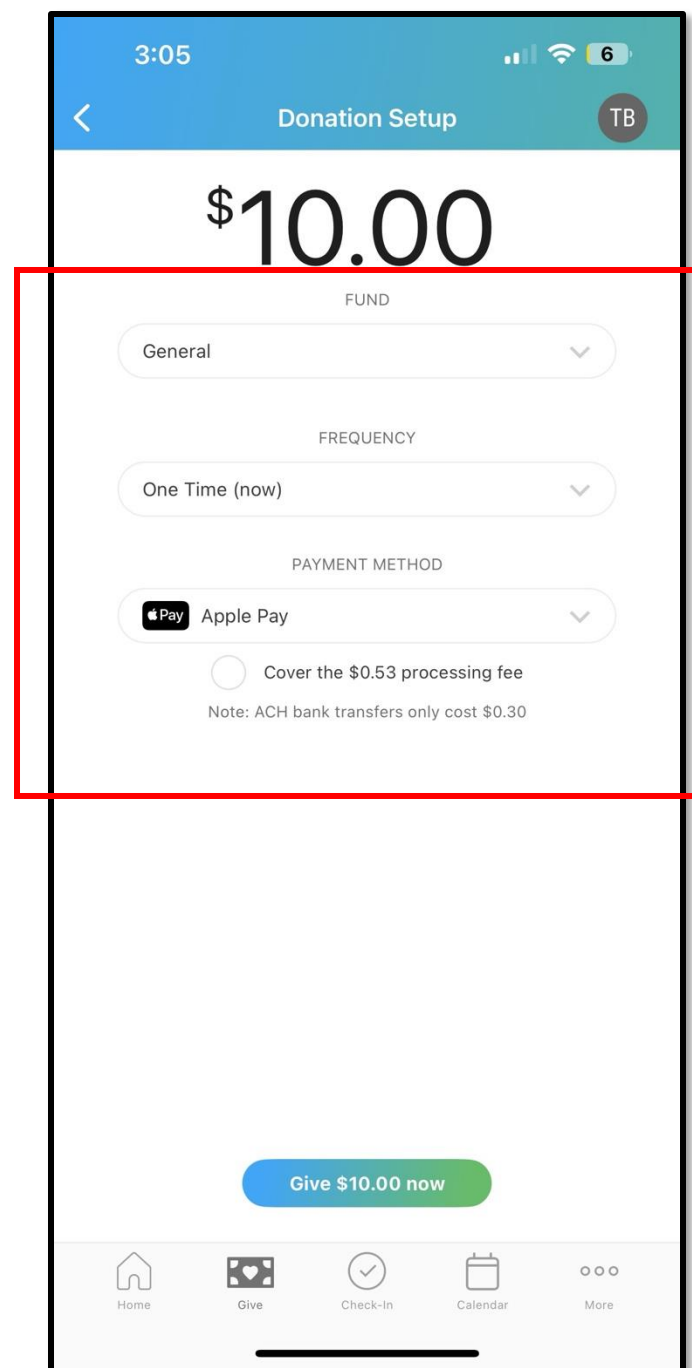 3:05 6
Donation Setup TB
$10.00
FUND
General
FREQUENCY
One Time (now)
PAYMENT METHOD
Pay Apple Pay
Cover the $0.53 processing fee
Note: ACH bank transfers only cost $0.30
Give $10.00 now
Home Give Check-In Calendar More